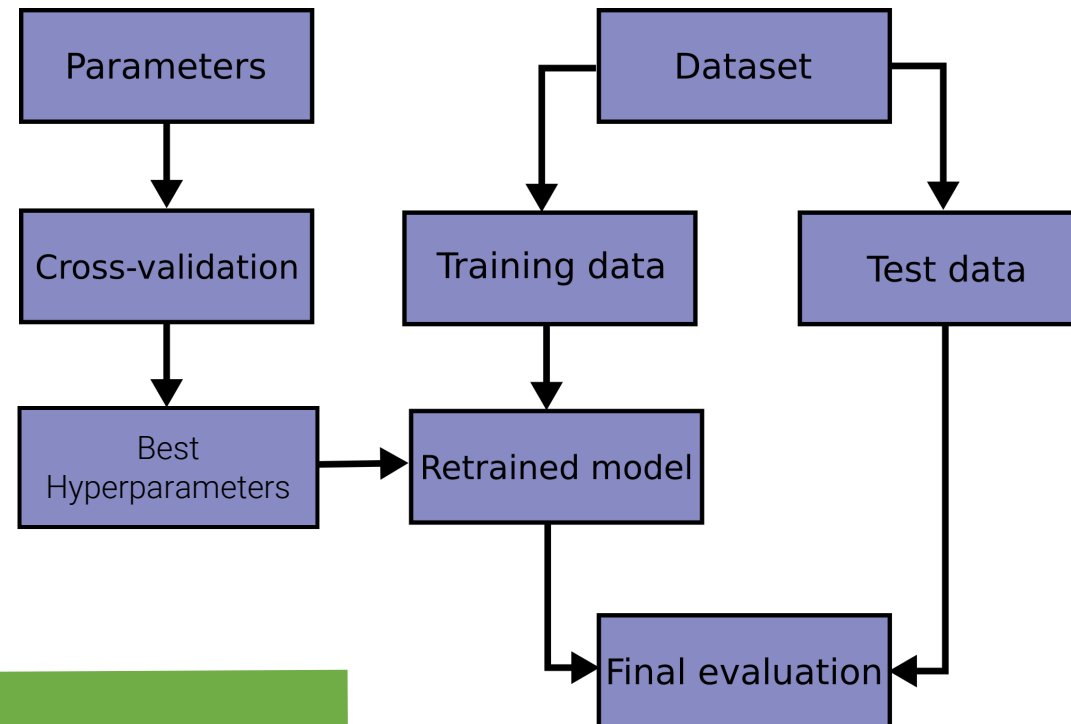 Parameters
Dataset
Cross-validation
Training data
Test data
Best
Hyperparameters
Retrained model
Final evaluation